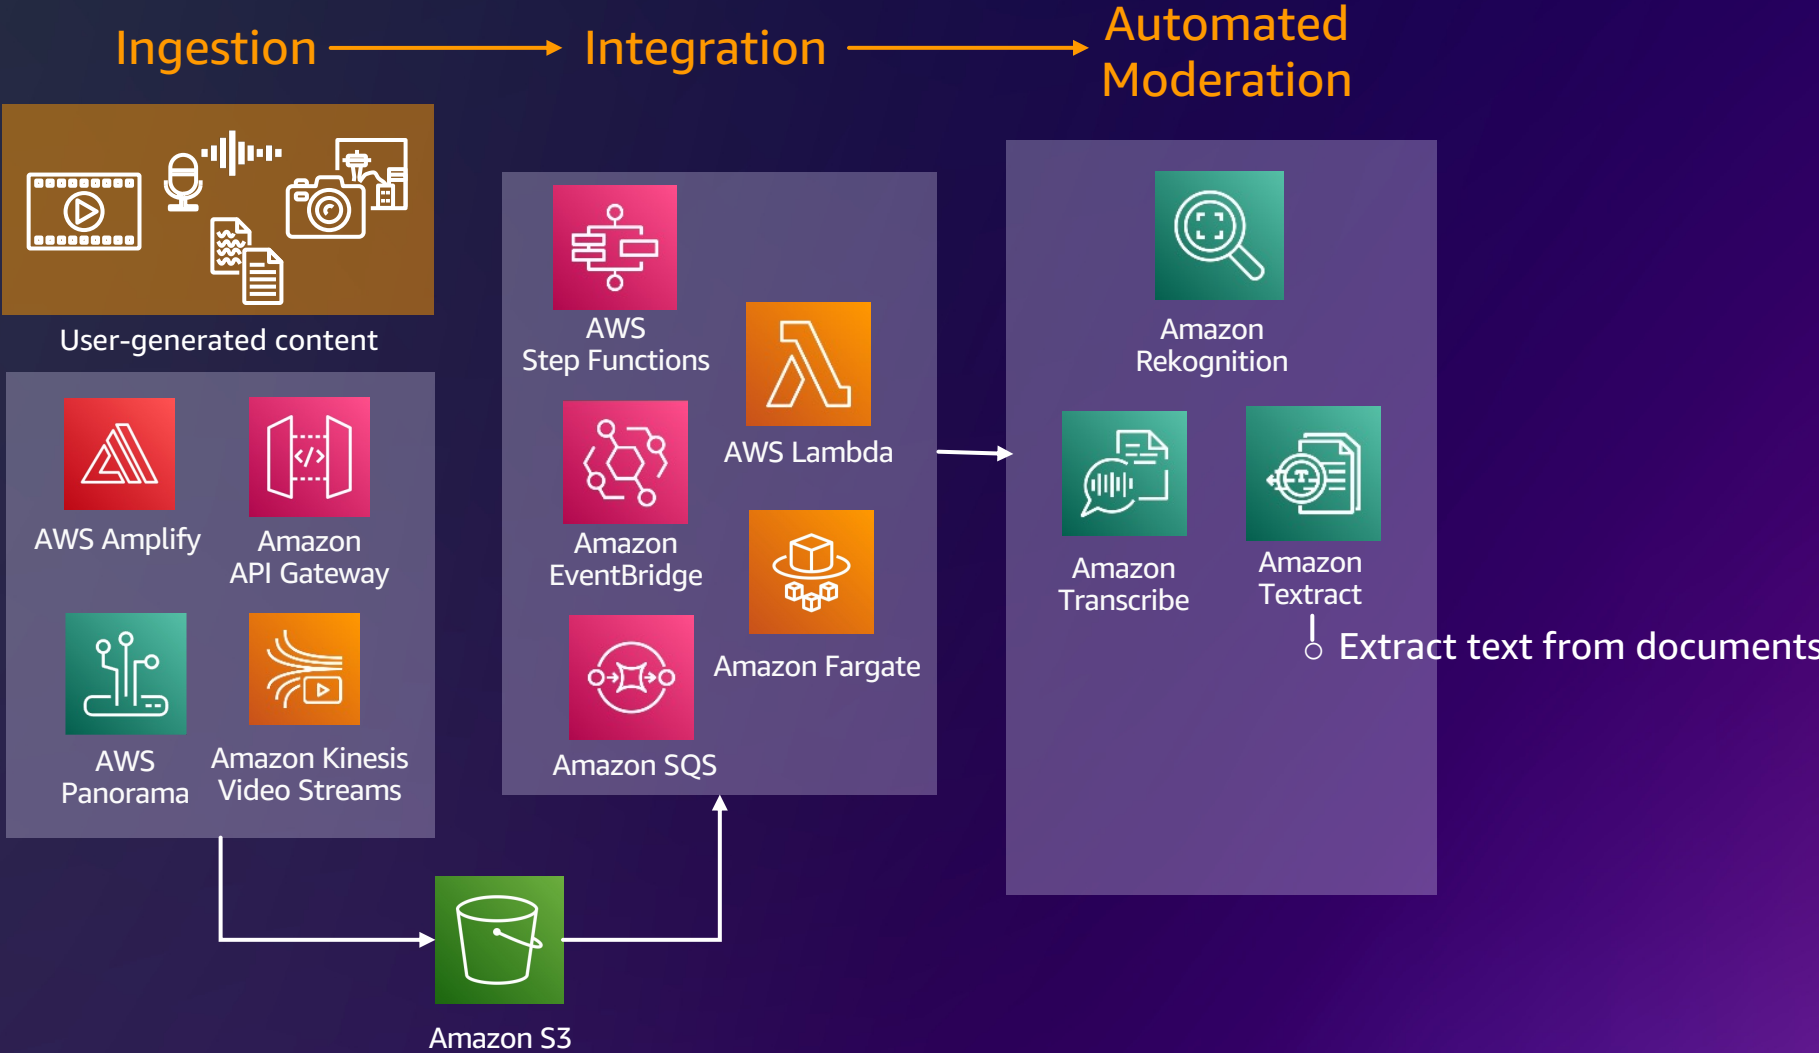 Ingestion
Integration
Automated
Moderation
User-generated content
AWS Amplify
Amazon
API Gateway
AWS
Panorama
Amazon Kinesis
Video Streams
Amazon S3
AWS
Step Functions
AWS Lambda
Amazon
EventBridge
Amazon Fargate
Amazon SQS
Amazon
Rekognition
Amazon
Transcribe
Amazon
Textract
Extract text from documents